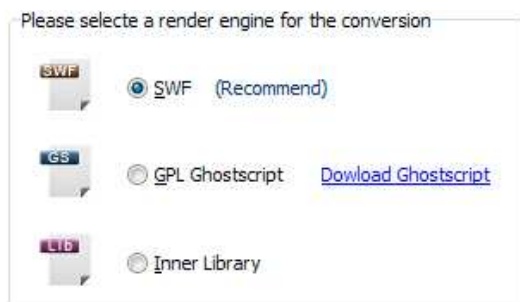 Please selecte a render engine for the conversion
SWF
SWF (Recommend)
GS
GPL Ghostscript Dowload Ghostscript
Lib
Inner Library